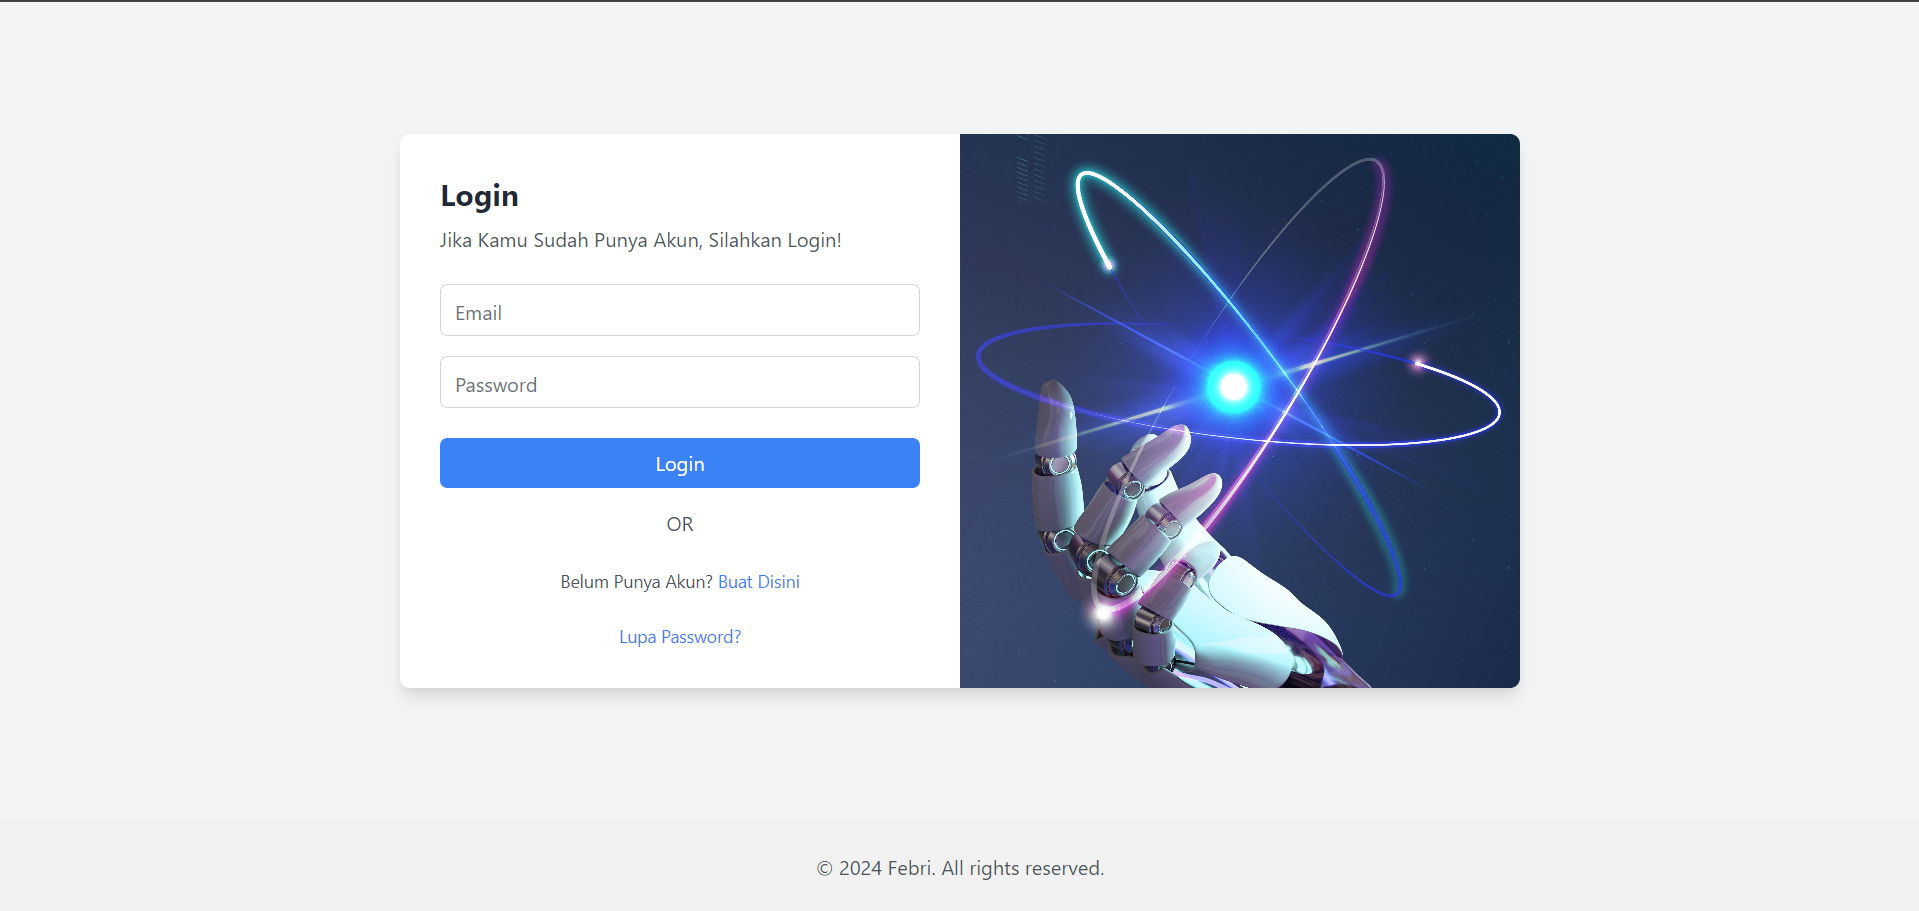 Login
Jika Kamu Sudah Punya Akun, Silahkan Login!
Email
Password
Login
OR
Belum Punya Akun? Buat Disini
Lupa Password?
© 2024 Febri. All rights reserved.